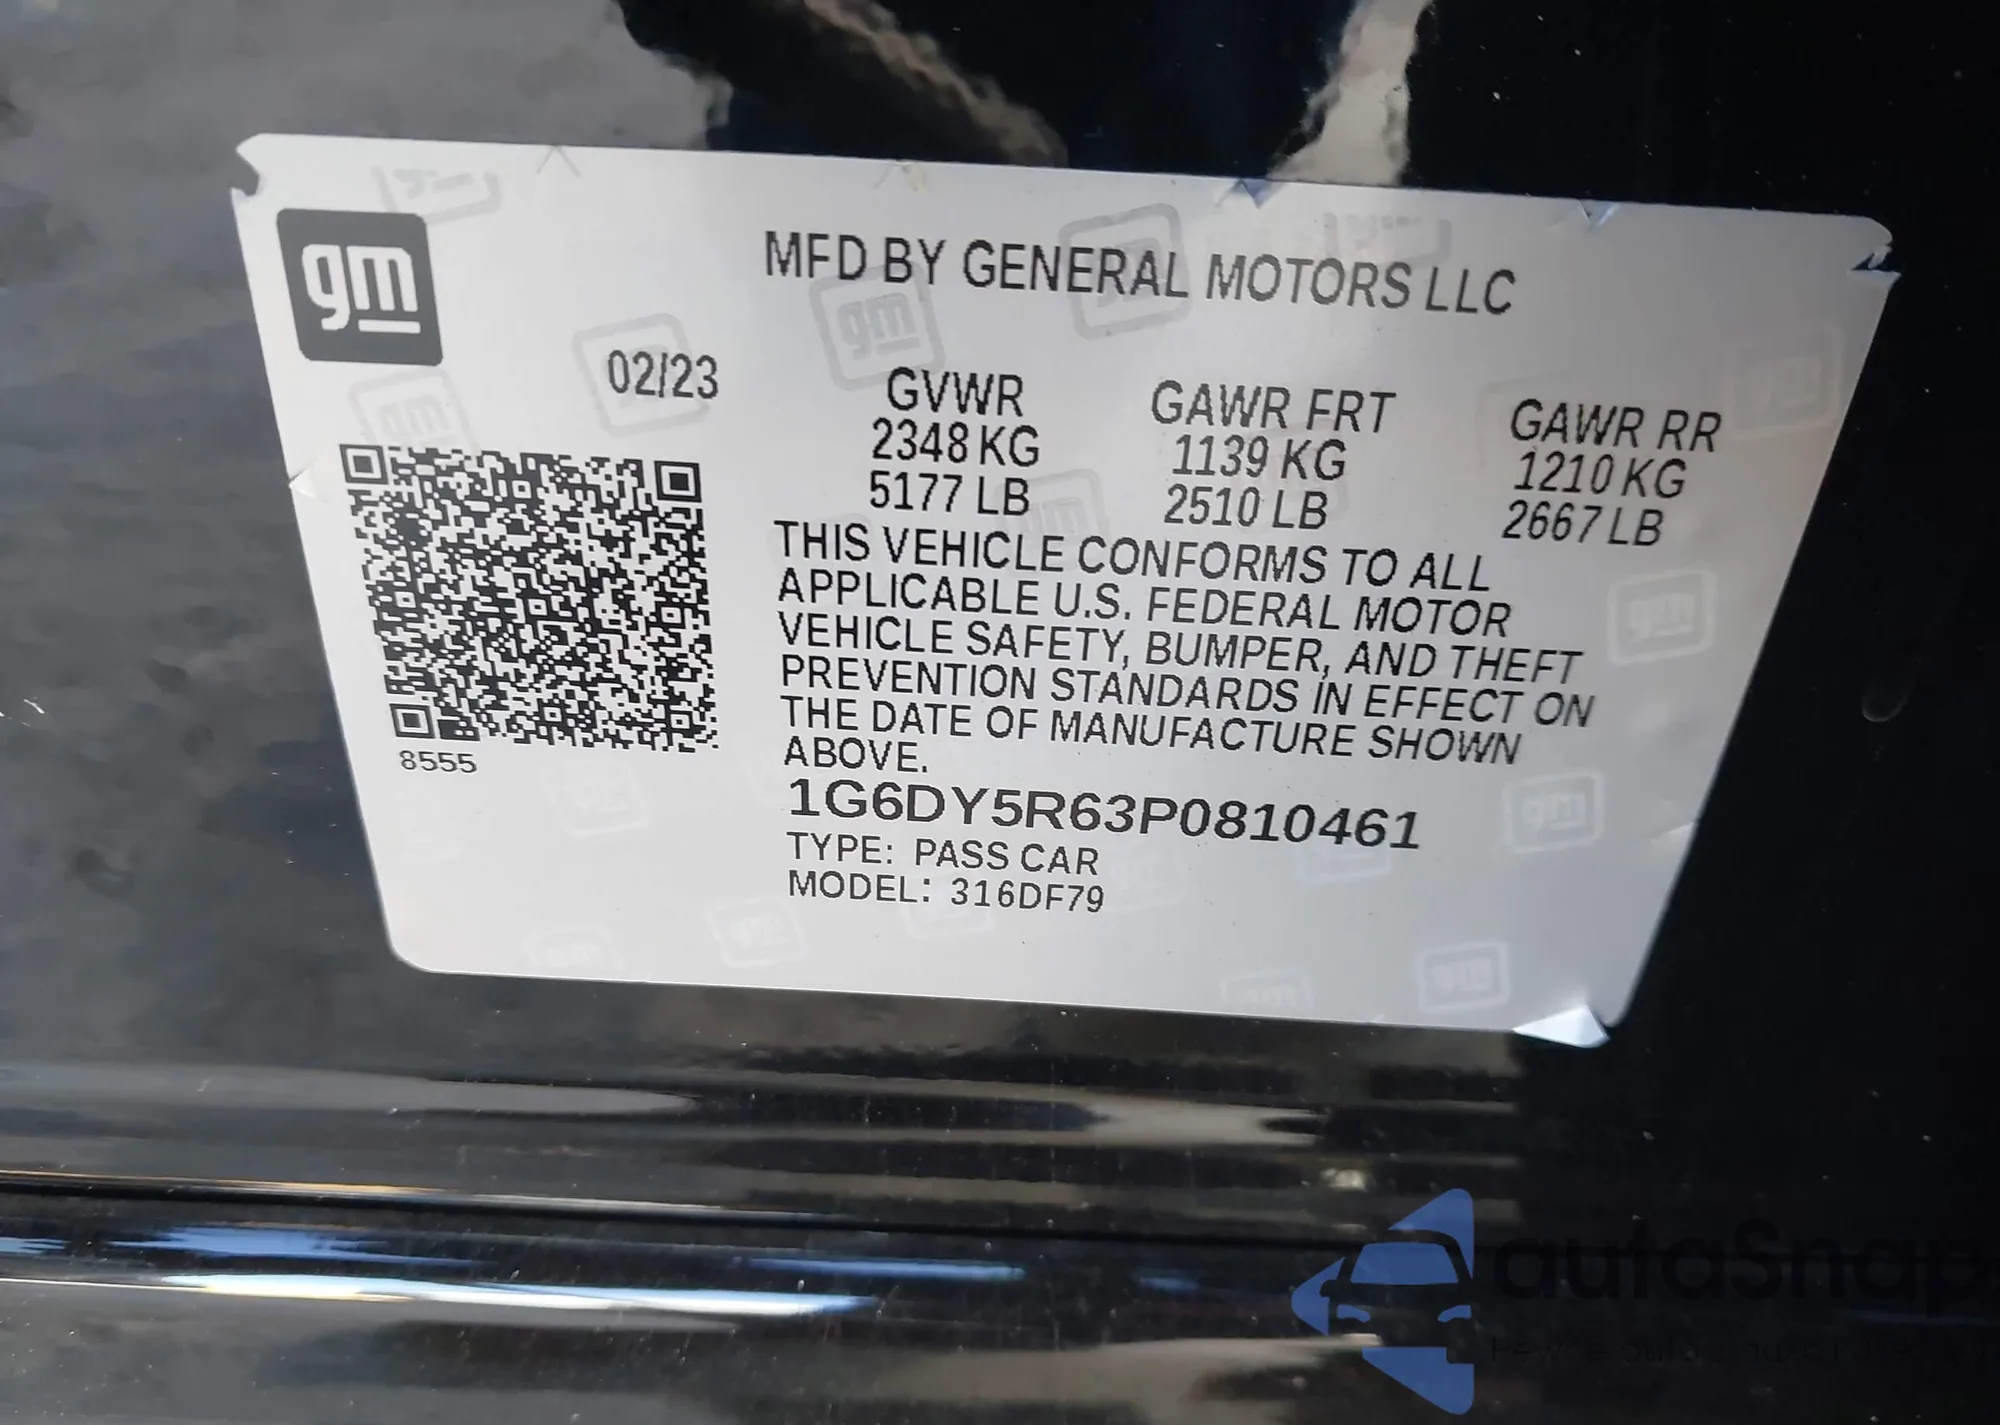 gm
MFD BY GENERAL MOTORS LLC
02/23
GVWR
2348 KG
5177 LB
GAWR FRT
1139 KG
2510 LB
GAWR RR
1210 KG
2667 LB
THIS VEHICLE CONFORMS TO ALL
APPLICABLE U.S. FEDERAL MOTOR
VEHICLE SAFETY, BUMPER, AND THEFT
PREVENTION STANDARDS IN EFFECT ON
THE DATE OF MANUFACTURE SHOWN
ABOVE.
8555
1G6DY5R63P0810461
TYPE: PASS CAR
MODEL: 316DF79
autaSnap